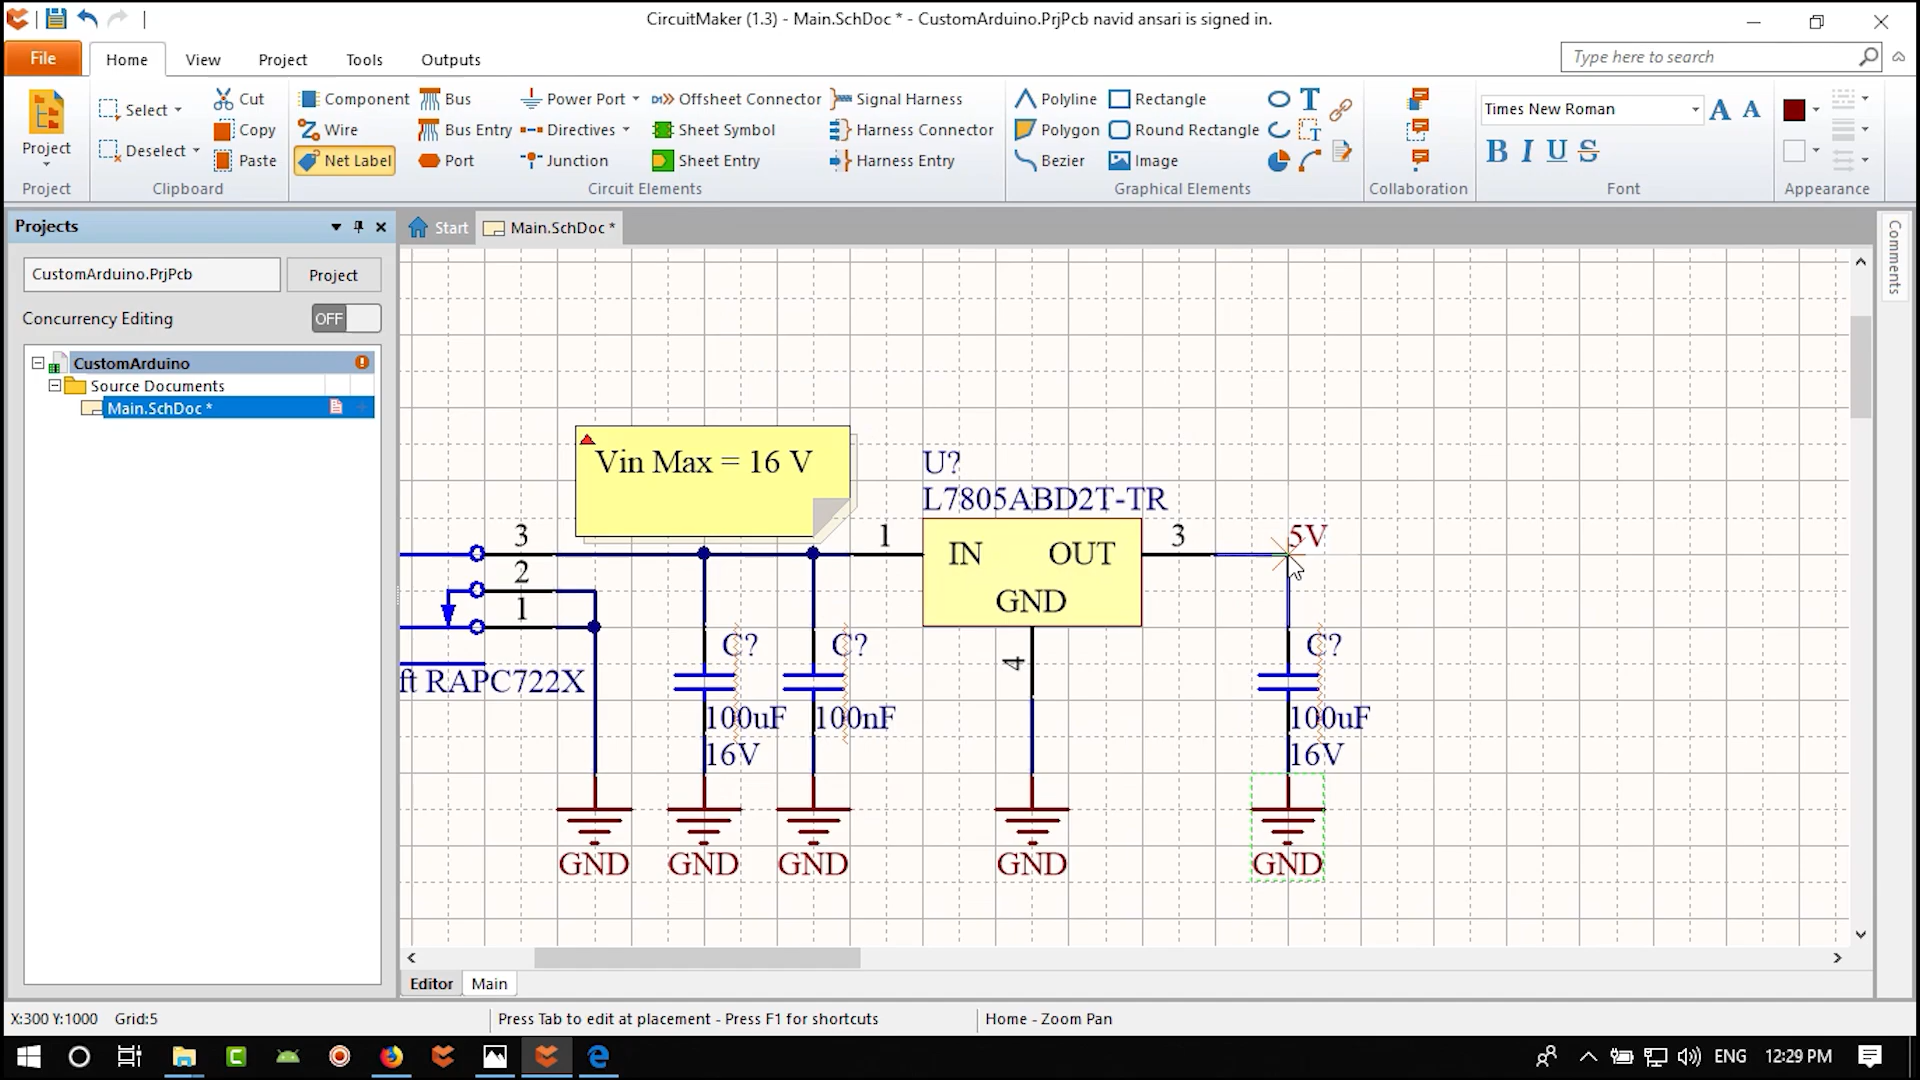 CircuitMaker (1.3) - Main.SchDoc * - CustomArduino.PrjPcb navid ansari is signed in.
File
Home
View
Project
Tools
Outputs
Type here to search
Project
Select
Deselect
Cut
Copy
Paste
Component
Wire
Net Label
Bus
Bus Entry
Port
Power Port
Directives
Junction
Offsheet Connector
Sheet Symbol
Sheet Entry
Signal Harness
Harness Connector
Harness Entry
Polyline
Polygon
Bezier
Rectangle
Round Rectangle
Image
T
Times New Roman
A A
B I U S
Project
Clipboard
Circuit Elements
Graphical Elements
Collaboration
Font
Appearance
Projects
Start
Main.SchDoc *
Comments
CustomArduino.PrjPcb
Project
Concurrency Editing
OFF
CustomArduino
Source Documents
Main.SchDoc *
Vin Max = 16 V
U?
L7805ABD2T-TR
3
1
IN
OUT
GND
3
5V
2
1
4
ft RAPC722X
C?
100uF
16V
C?
100nF
C?
100uF
16V
GND
GND
GND
GND
GND
Editor
Main
X:300 Y:1000 Grid:5
Press Tab to edit at placement - Press F1 for shortcuts
Home - Zoom Pan
ENG
12:29 PM